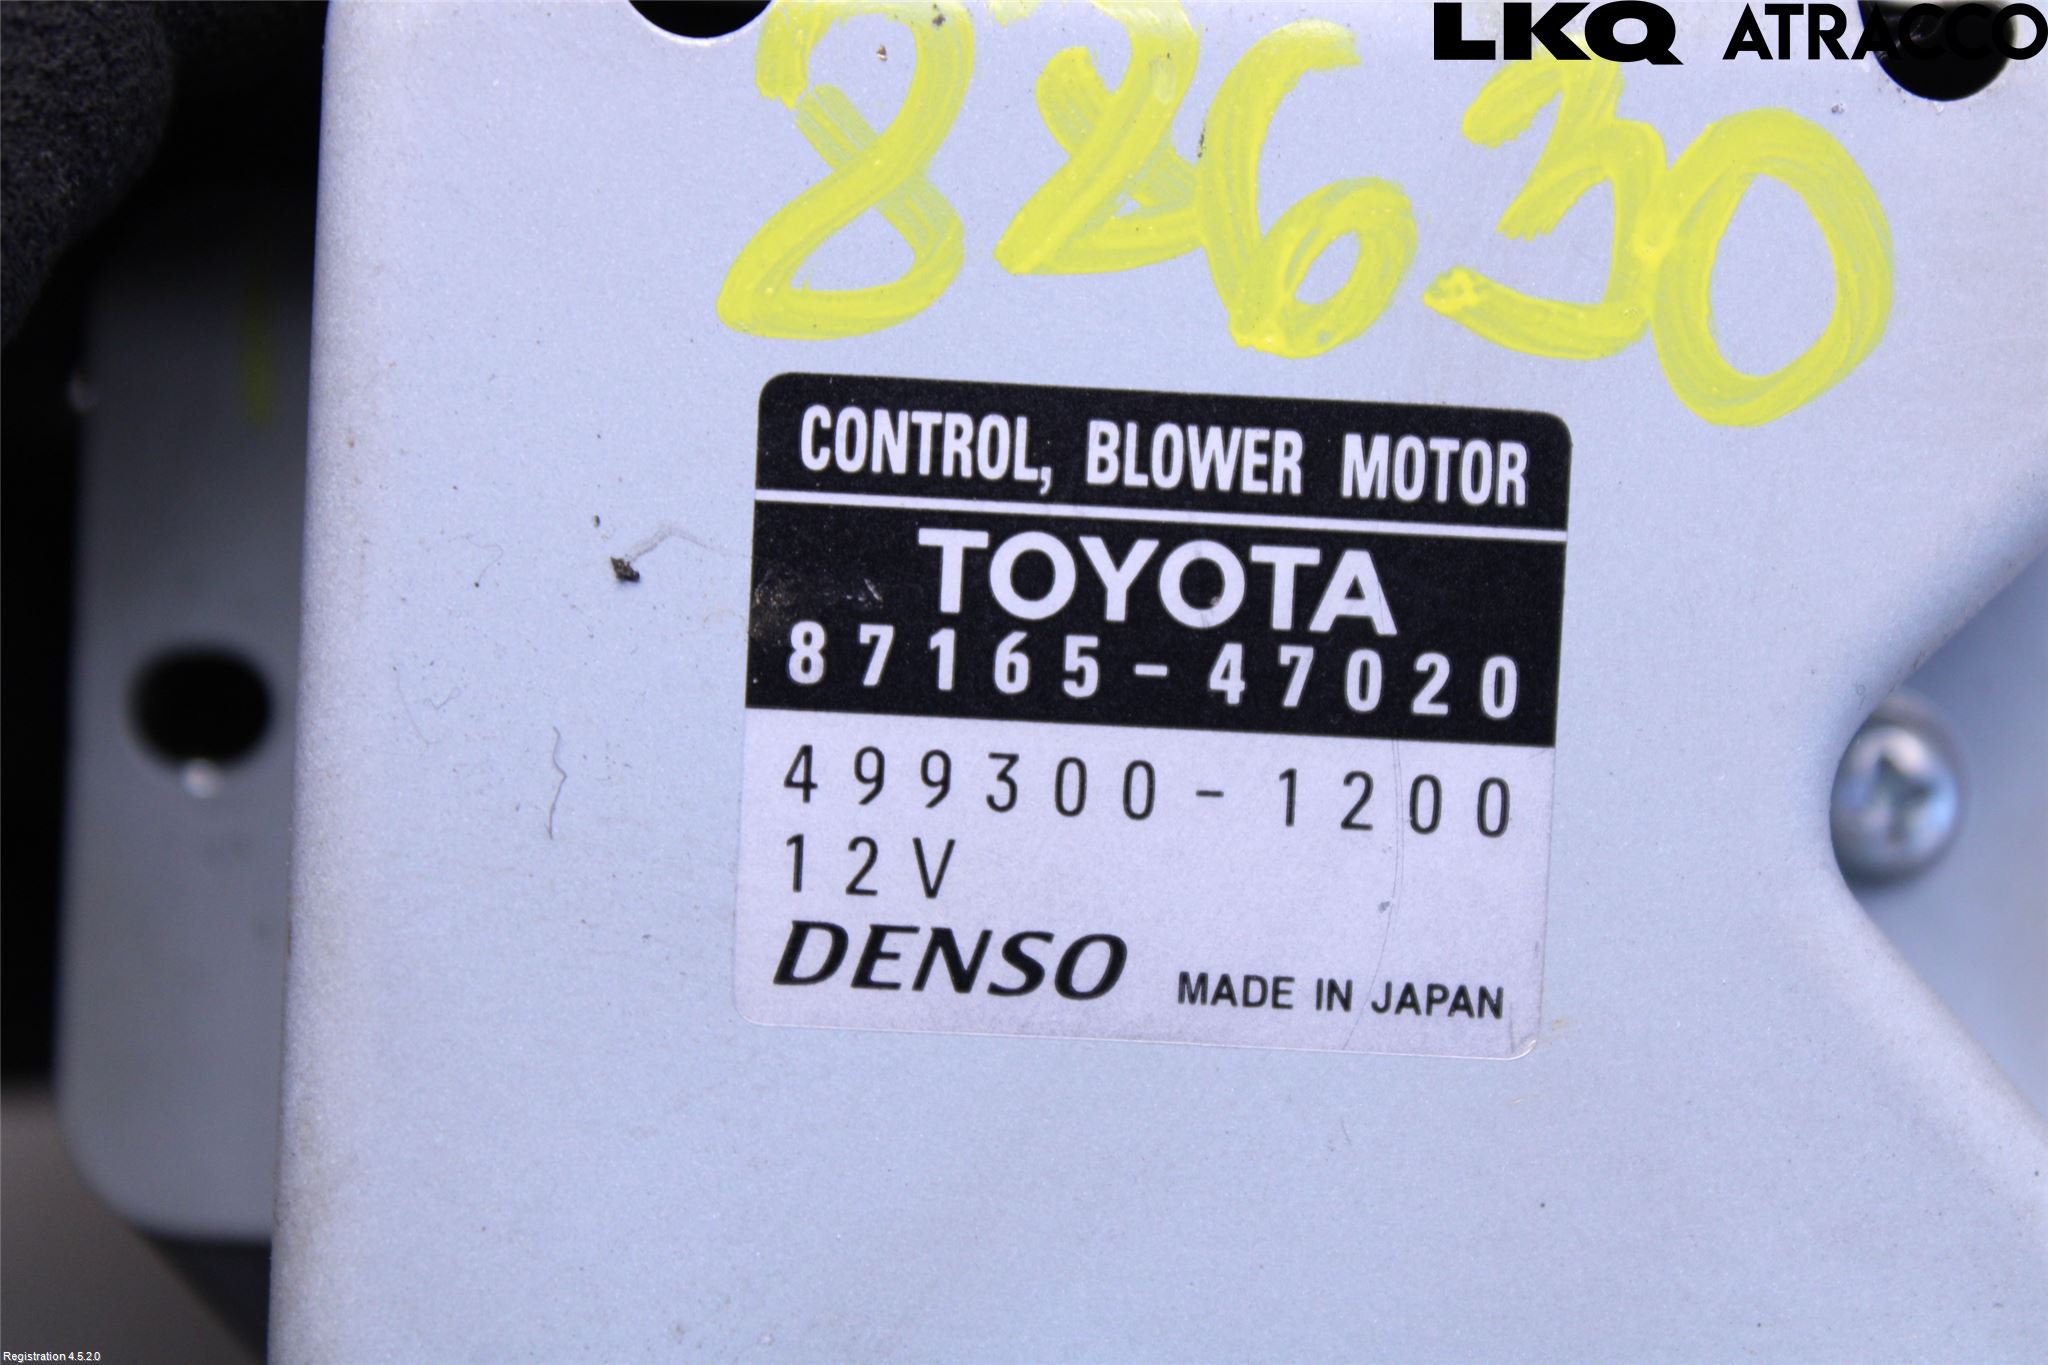 LKQ ATRACCO
88630
CONTROL, BLOWER MOTOR
TOYOTA
87165-47020
499300-1200
12V
DENSO MADE IN JAPAN
Registration 4.5.2.0